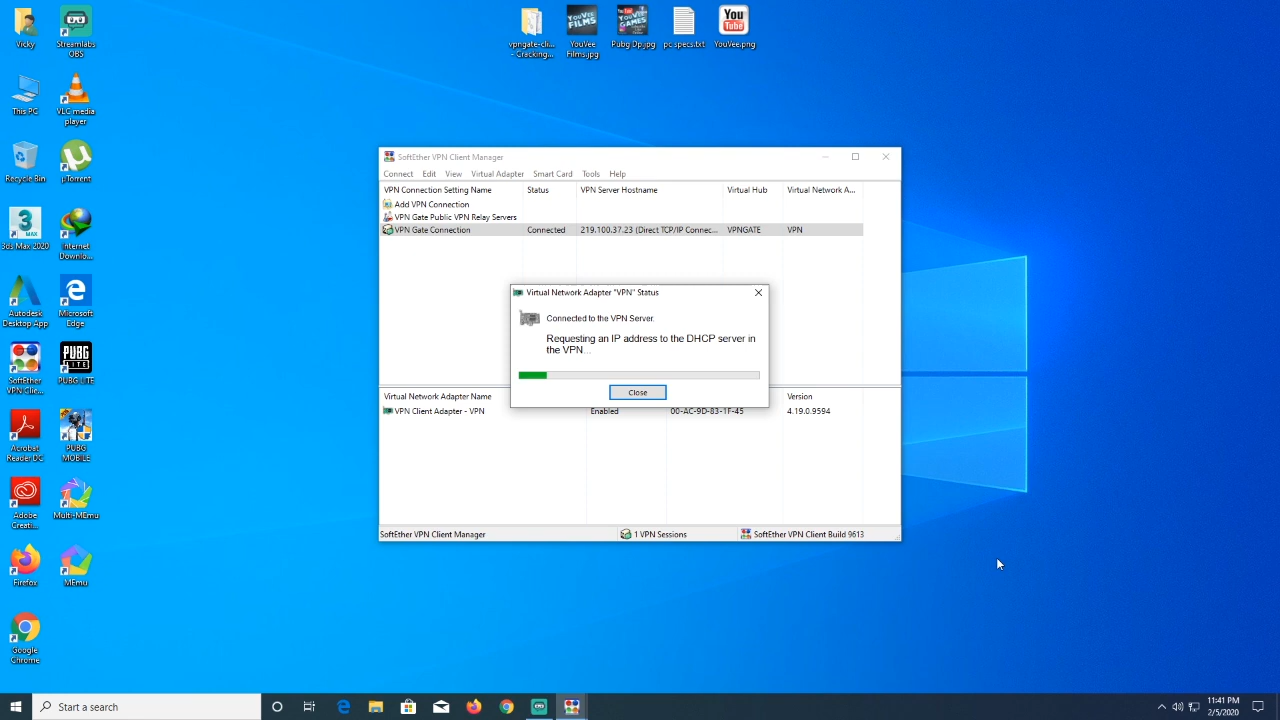 Vicky
Streamlabs
OBS
This PC
VLC media
player
Recycle Bin
µTorrent
3ds Max 2020
Internet
Downlo...
Autodesk
Desktop App
Microsoft
Edge
SoftEther
VPN Clie...
PUBG LITE
Acrobat
Reader DC
PUBG
MOBILE
Adobe
Creati...
Multi-MEmu
Firefox
MEmu
Google
Chrome
vpngate-cli...
- Cracking...
YouVee
Films.jpg
Pubg Dp.jpg
pc specs.txt
YouVee.png
SoftEther VPN Client Manager
Connect Edit View Virtual Adapter Smart Card Tools Help
VPN Connection Setting Name Status VPN Server Hostname Virtual Hub Virtual Network A...
Add VPN Connection
VPN Gate Public VPN Relay Servers
VPN Gate Connection Connected 219.100.37.23 (Direct TCP/IP Connec... VPNGATE VPN
Virtual Network Adapter "VPN" Status
Connected to the VPN Server.
Requesting an IP address to the DHCP server in
the VPN...
Close
Virtual Network Adapter Name Version
VPN Client Adapter - VPN Enabled 00-AC-9D-83-1F-45 4.19.0.9594
SoftEther VPN Client Manager 1 VPN Sessions SoftEther VPN Client Build 9613
Start a search
11:41 PM
2/5/2020